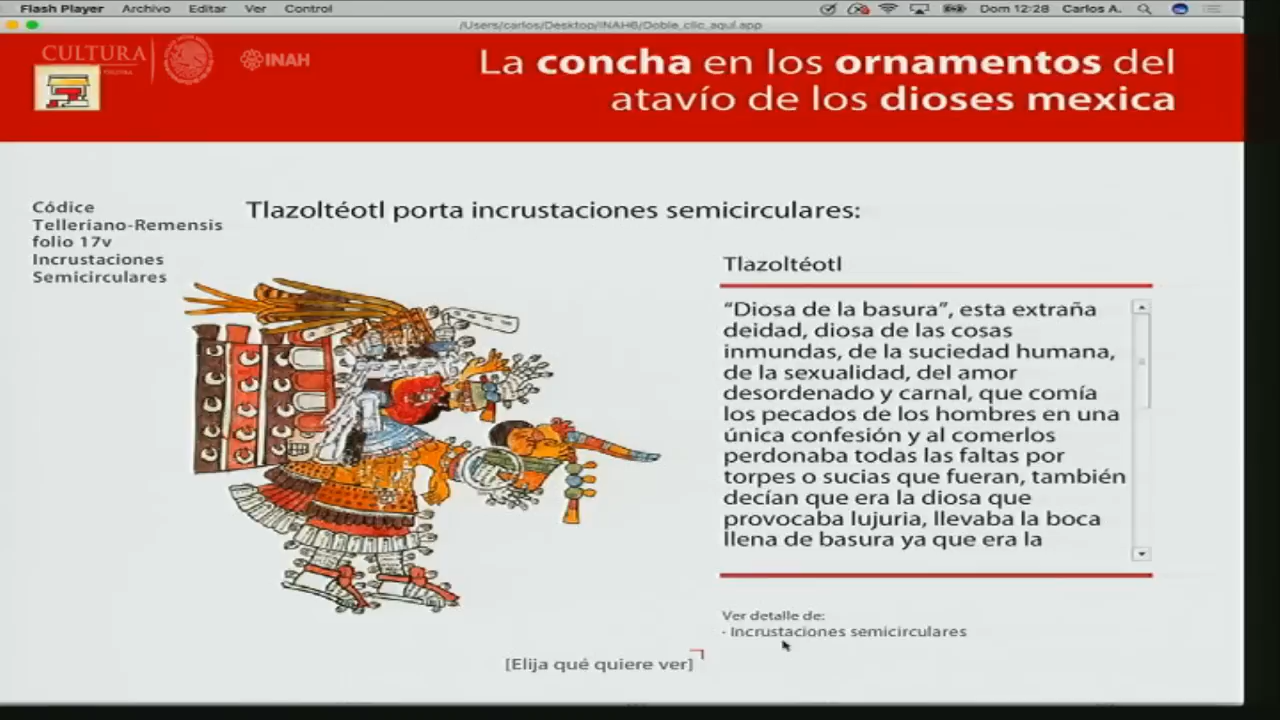 Flash Player Archivo Editar Ver Control Dom 12:28 Carlos A.
/Users/carlos/Desktop/INAH6/Doble_clic_aquI.app
CULTURA
INAH
La concha en los ornamentos del
atavío de los dioses mexica
Códice
Telleriano-Remensis
folio 17v
Incrustaciones
Semicirculares
Tlazoltéotl porta incrustaciones semicirculares:
Tlazoltéotl
“Diosa de la basura”, esta extraña
deidad, diosa de las cosas
inmundas, de la suciedad humana,
de la sexualidad, del amor
desordenado y carnal, que comía
los pecados de los hombres en una
única confesión y al comerlos
perdonaba todas las faltas por
torpes o sucias que fueran, también
decían que era la diosa que
provocaba lujuria, llevaba la boca
llena de basura ya que era la
Ver detalle de:
- Incrustaciones semicirculares
[Elija qué quiere ver]